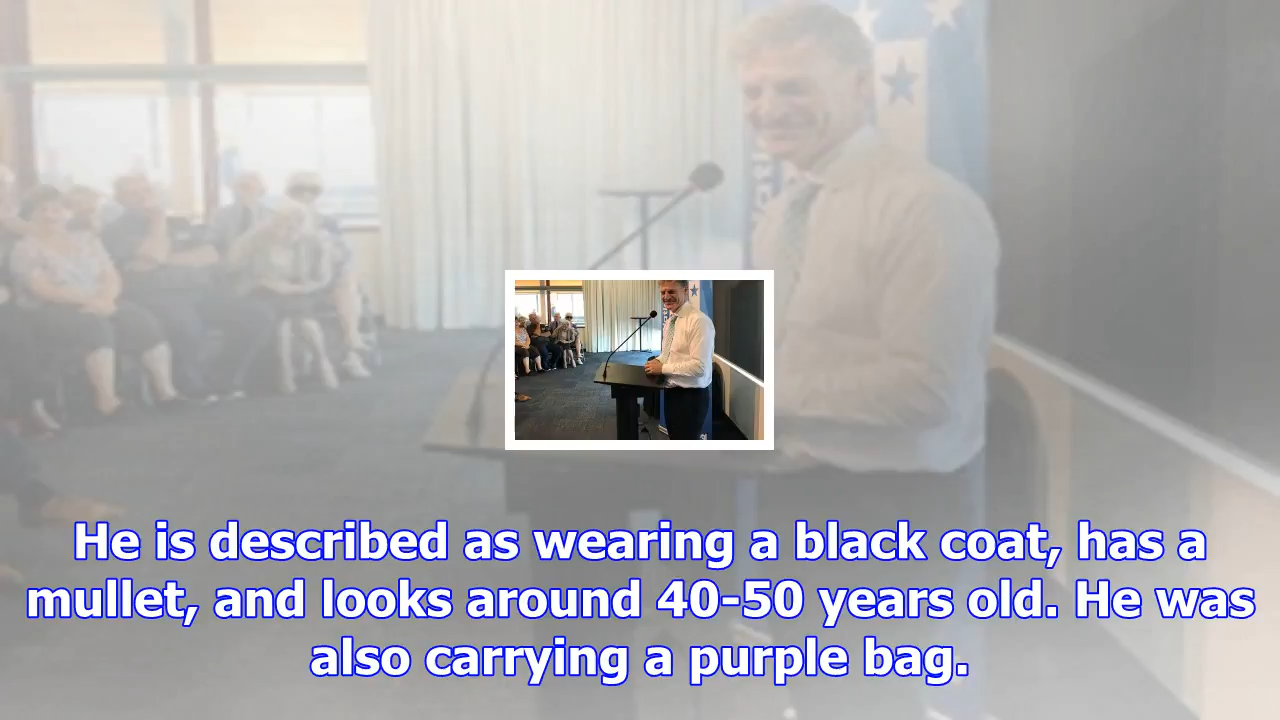 He is described as wearing a black coat, has a
mullet, and looks around 40-50 years old. He was
also carrying a purple bag.